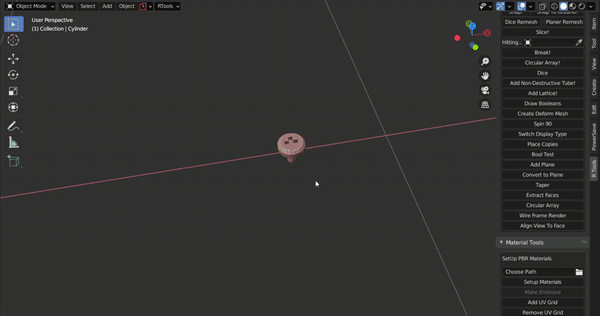 Object Mode View Select Add Object RTools
User Perspective
(1) Collection | Cylinder
Dice Remesh Planer Remesh
Slice!
Hitting...
Break!
Circular Array!
Dice
Add Non-Destructive Tube!
Add Lattice!
Draw Booleans
Create Deform Mesh
Spin 90
Switch Display Type
Place Copies
Bool Test
Add Plane
Convert to Plane
Taper
Extract Faces
Circular Array
Wire Frame Render
Align View To Face
Material Tools
SetUp PBR Materials
Choose Path
Setup Materials
Make Emissive
Add UV Grid
Remove UV Grid
Item
Tool
View
Create
Edit
PowerSave
R Tools